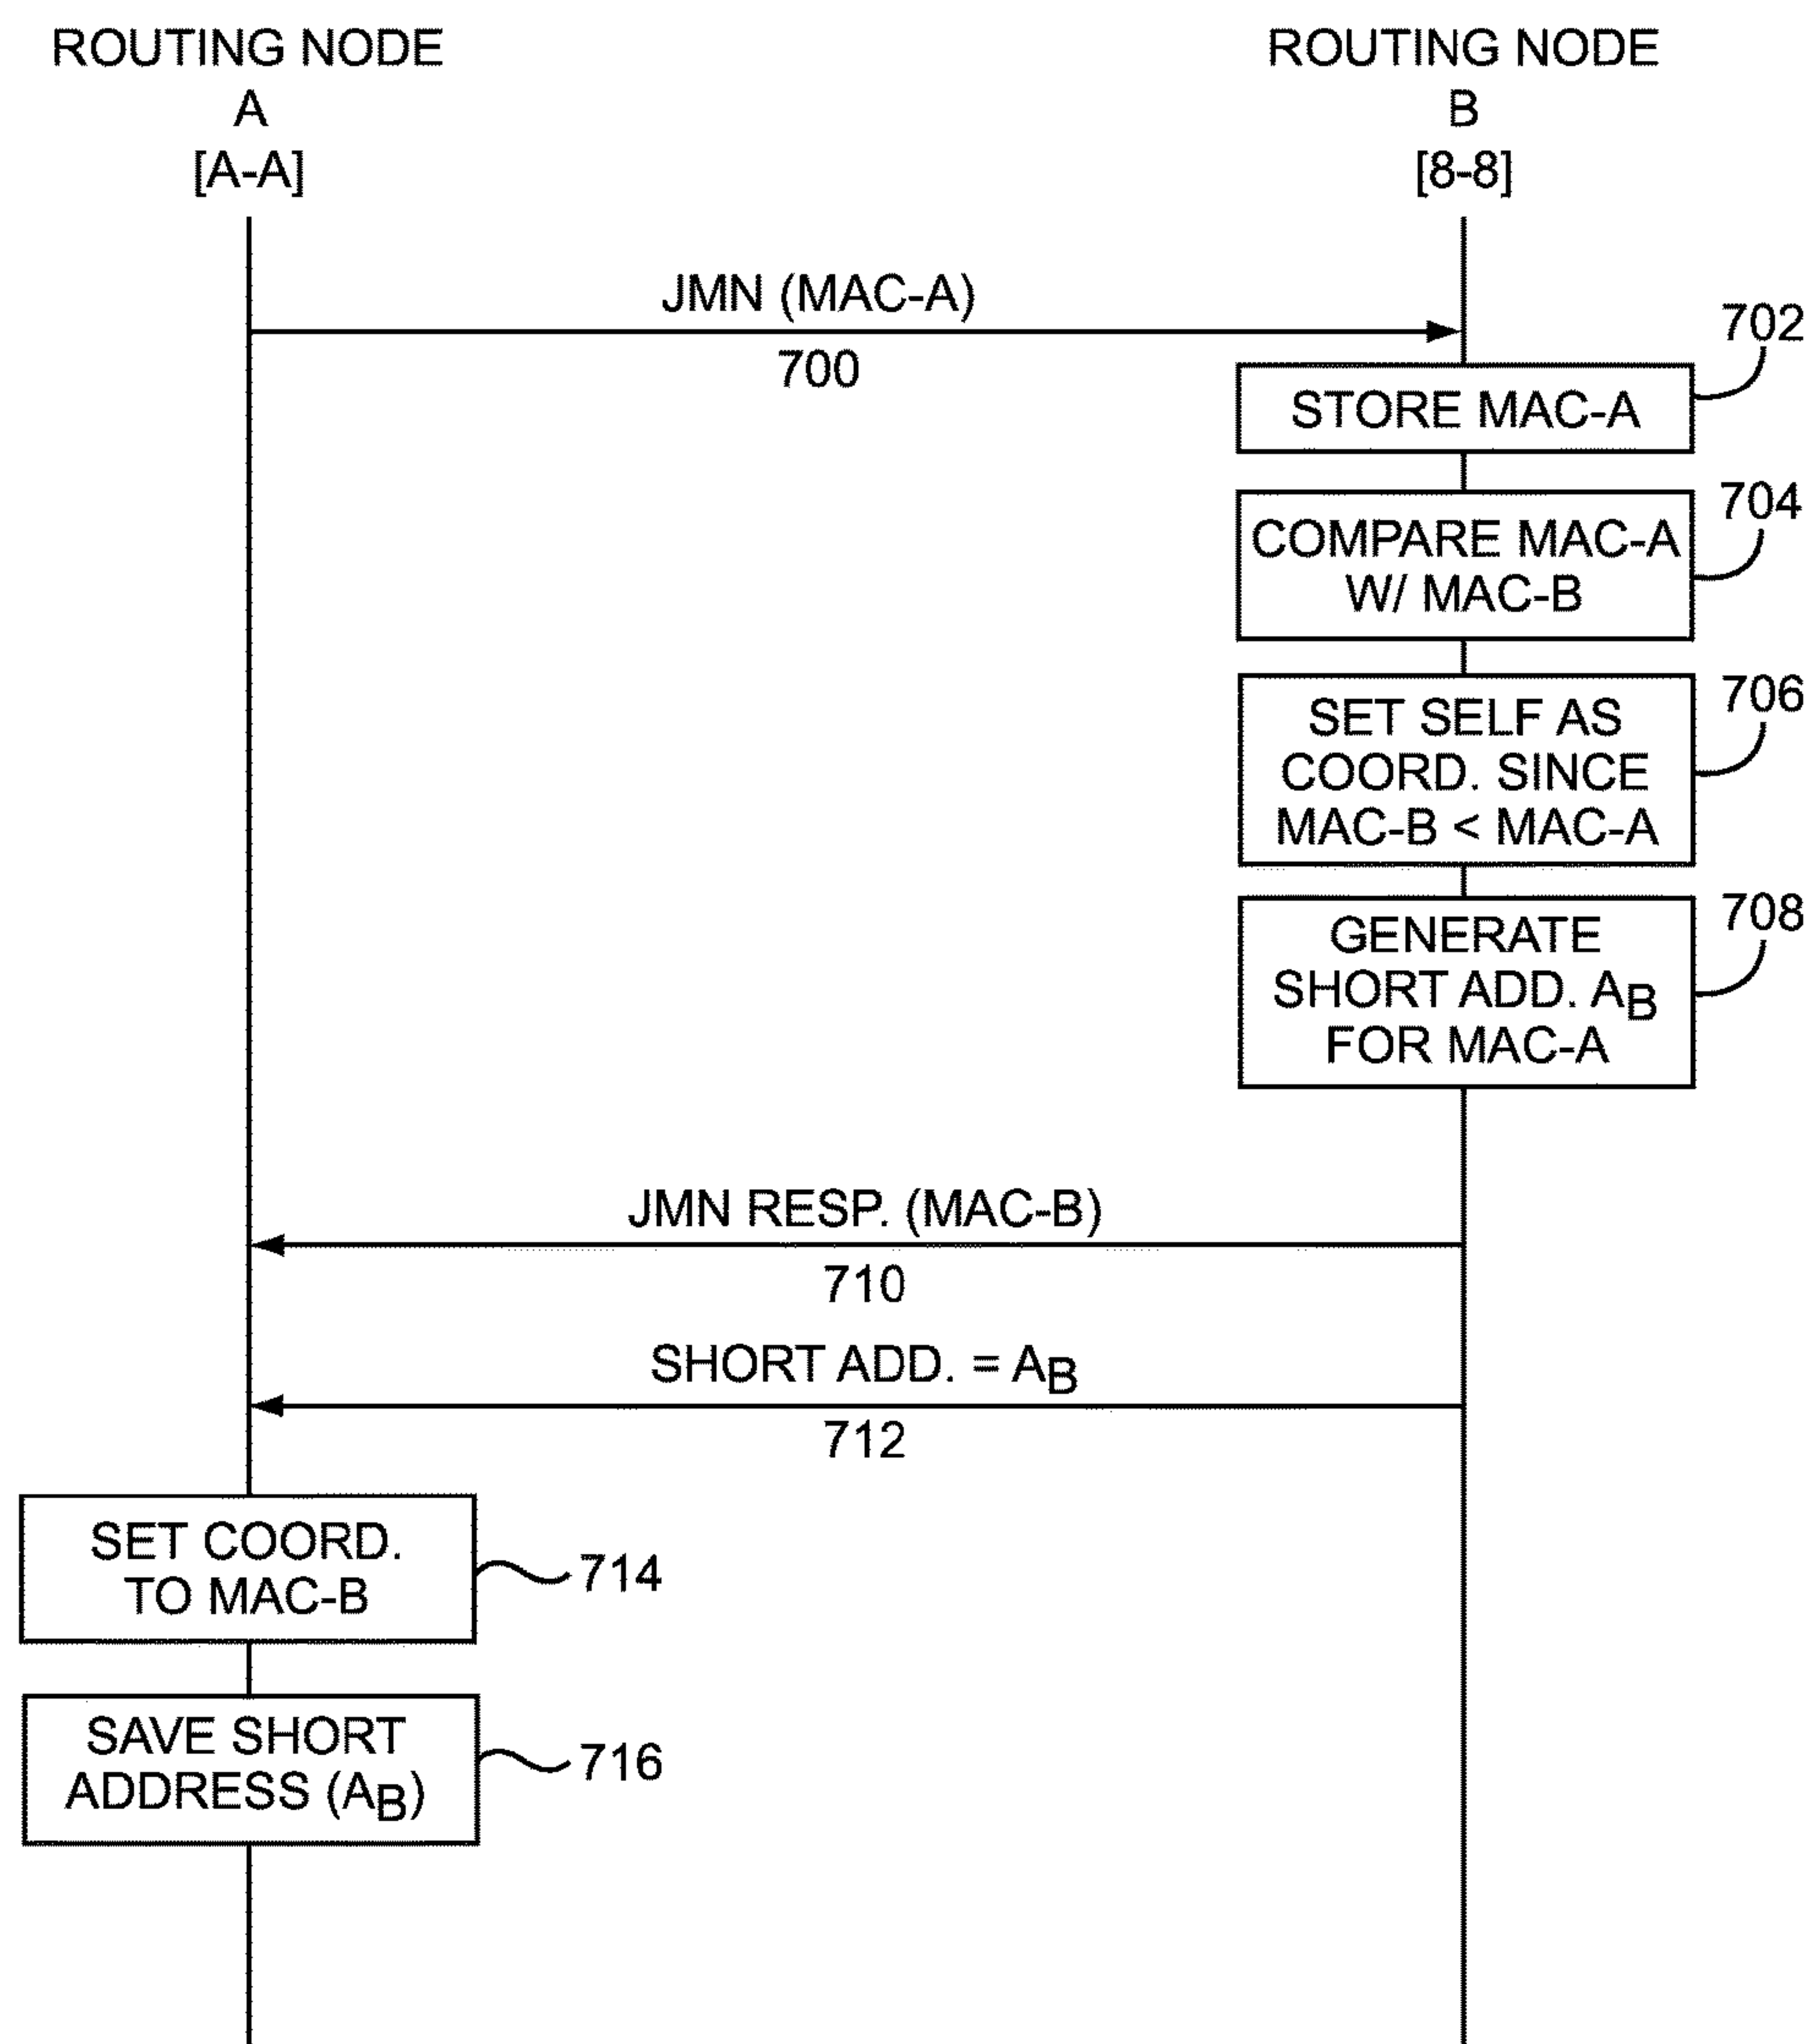 ROUTING NODE
A
[A-A]
ROUTING NODE
B
[8-8]
JMN (MAC-A)
700
702
STORE MAC-A
704
COMPARE MAC-A
W/ MAC-B
706
SET SELF AS
COORD. SINCE
MAC-B < MAC-A
708
GENERATE
SHORT ADD. AB
FOR MAC-A
JMN RESP. (MAC-B)
710
SHORT ADD. = AB
712
SET COORD.
TO MAC-B
714
SAVE SHORT
ADDRESS (AB)
716